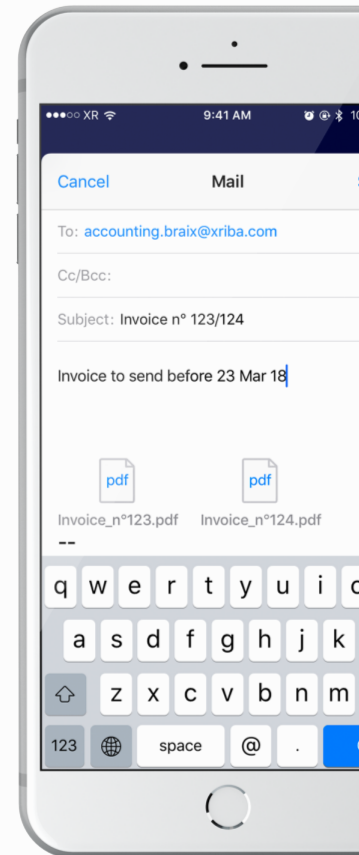 XR 9:41 AM 10
Cancel Mail
To: accounting.braix@xriba.com
Cc/Bcc:
Subject: Invoice n° 123/124
Invoice to send before 23 Mar 18
pdf pdf
Invoice_n°123.pdf Invoice_n°124.pdf
--
q w e r t y u i
a s d f g h j k
z x c v b n m
123 space @ .